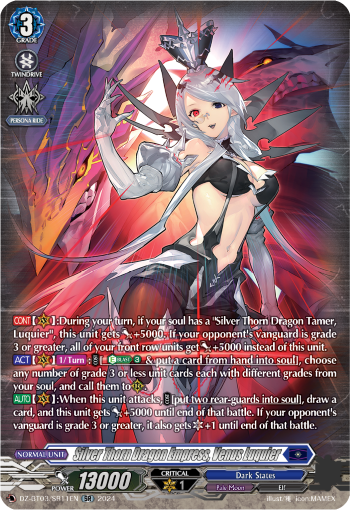 3
GRADE
TWINDRIVE
PERSONA RIDE
CONT【】:During your turn, if your soul has a "Silver Thorn Dragon Tamer,
Luquier", this unit gets +5000. If your opponent's vanguard is grade
3 or greater, all of your front row units get +5000 instead of this unit.
ACT【】1/Turn:[E-BLAST 3 & put a card from hand into soul], choose
any number of grade 3 or less unit cards each with different grades from
your soul, and call them to .
AUTO【】:When this unit attacks, [put two rear-guards into soul], draw a
card, and this unit gets +5000 until end of that battle. If your opponent's
vanguard is grade 3 or greater, it also gets +1 until end of that battle.
NORMAL UNIT Silver Thorn Dragon Empress, Venus Luquier
POWER 13000 CRITICAL 1 Dark States
Pale Moon Elf
2024